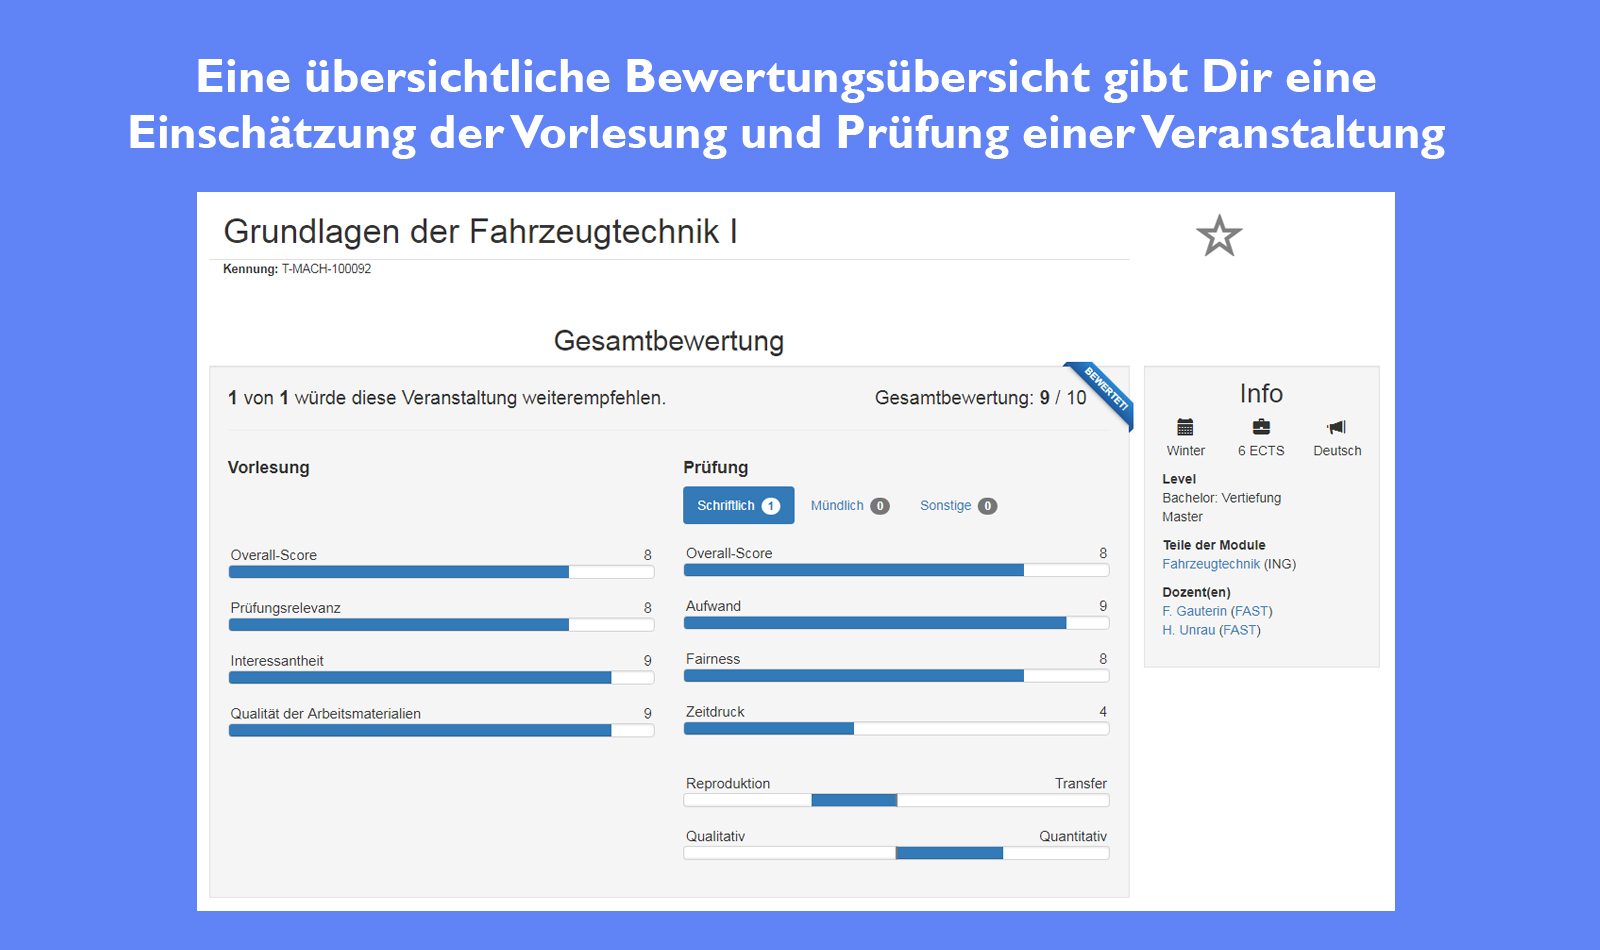 Eine übersichtliche Bewertungsübersicht gibt Dir eine
Einschätzung der Vorlesung und Prüfung einer Veranstaltung
Grundlagen der Fahrzeugtechnik I
Kennung: T-MACH-100092
Gesamtbewertung
1 von 1 würde diese Veranstaltung weiterempfehlen.
Gesamtbewertung: 9 / 10
BEWERTET!
Vorlesung
Overall-Score 8
Prüfungsrelevanz 8
Interessantheit 9
Qualität der Arbeitsmaterialien 9
Prüfung
Schriftlich 1 Mündlich 0 Sonstige 0
Overall-Score 8
Aufwand 9
Fairness 8
Zeitdruck 4
Reproduktion Transfer
Qualitativ Quantitativ
Info
Winter 6 ECTS Deutsch
Level
Bachelor: Vertiefung
Master
Teile der Module
Fahrzeugtechnik (ING)
Dozent(en)
F. Gauterin (FAST)
H. Unrau (FAST)